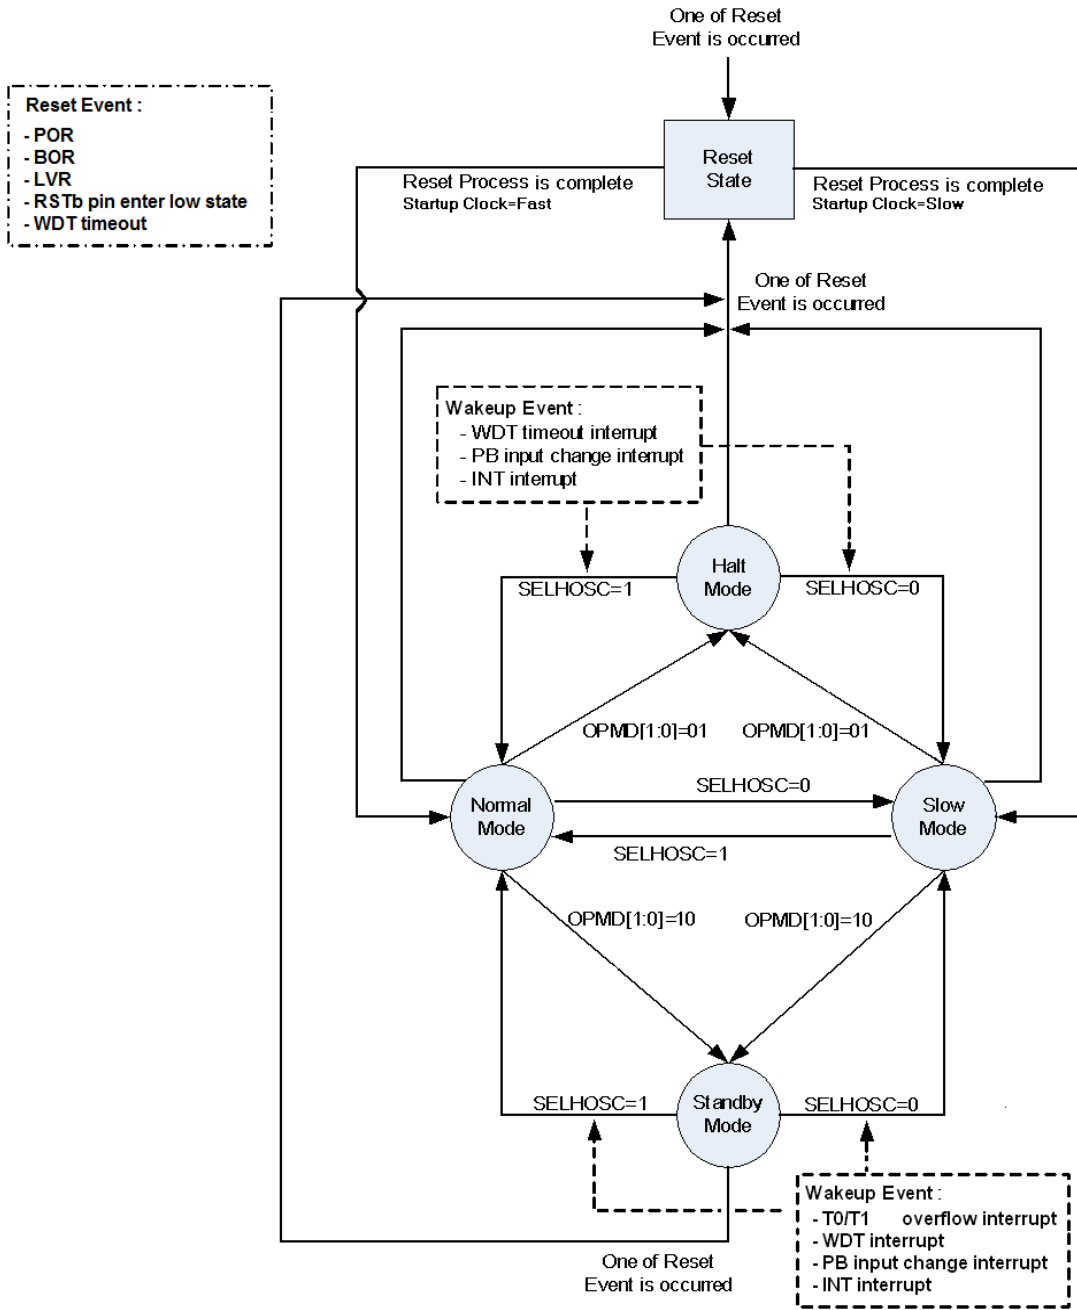 One of Reset
Event is occurred
Reset Event :
- POR
- BOR
- LVR
- RSTb pin enter low state
- WDT timeout
Reset
State
Reset Process is complete
Startup Clock=Fast
Reset Process is complete
Startup Clock=Slow
One of Reset
Event is occurred
Wakeup Event :
- WDT timeout interrupt
- PB input change interrupt
- INT interrupt
Halt
Mode
SELHOSC=1
SELHOSC=0
OPMD[1:0]=01
OPMD[1:0]=01
SELHOSC=0
Normal
Mode
Slow
Mode
SELHOSC=1
OPMD[1:0]=10
OPMD[1:0]=10
SELHOSC=1
Standby
Mode
SELHOSC=0
Wakeup Event :
- T0/T1 overflow interrupt
- WDT interrupt
- PB input change interrupt
- INT interrupt
One of Reset
Event is occurred